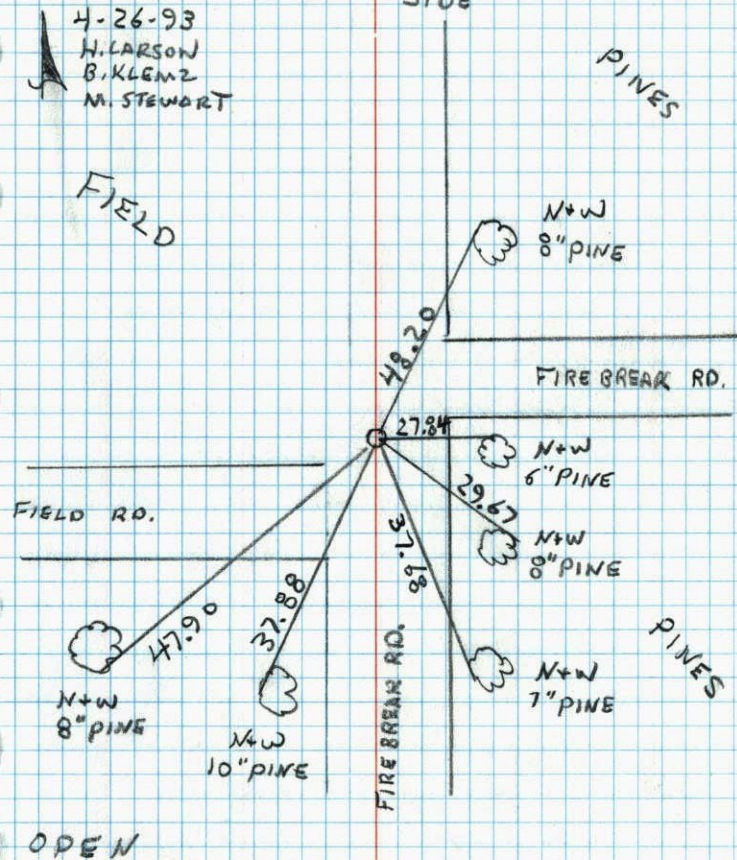 SIDE
4-26-93
H. LARSON
B. KLEMZ
M. STEWART
PINES
FIELD
N+W
8" PINE
48.20
FIRE BREAK RD.
27.84
N+W
6" PINE
29.67
FIELD RD.
N+W
8" PINE
37.89
37.88
47.90
PINES
N+W
7" PINE
N+W
8" PINE
FIRE BREAK RD.
N+W
10" PINE
OPEN